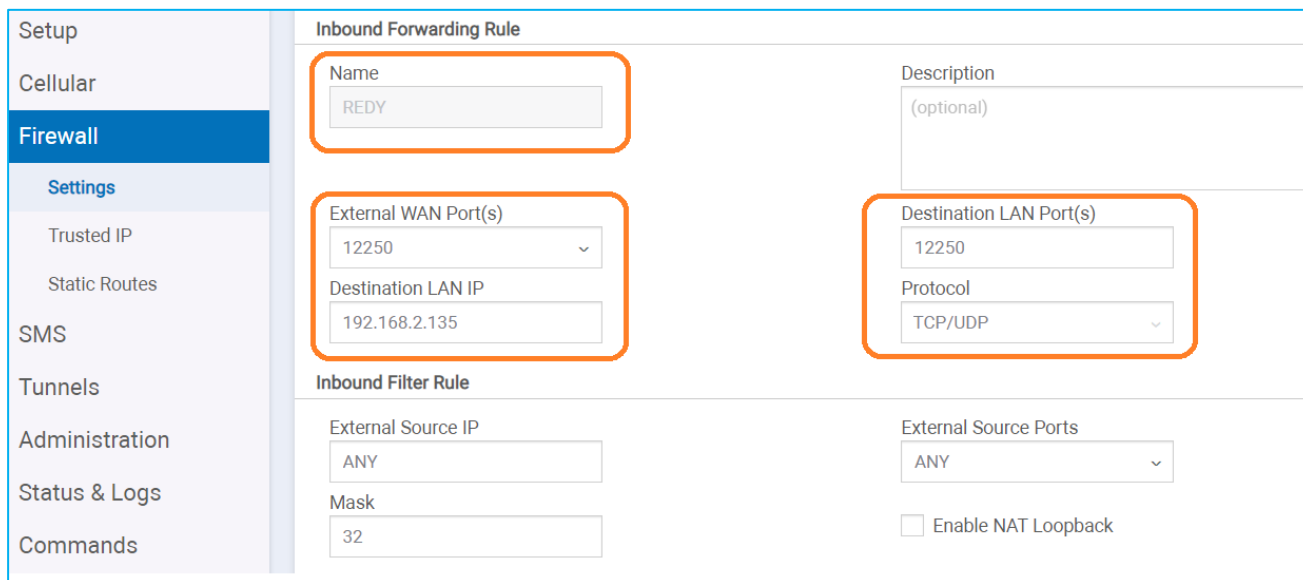 Setup
Cellular
Firewall
Settings
Trusted IP
Static Routes
SMS
Tunnels
Administration
Status & Logs
Commands
Inbound Forwarding Rule
Name
REDY
Description
(optional)
External WAN Port(s)
12250
Destination LAN Port(s)
12250
Destination LAN IP
192.168.2.135
Protocol
TCP/UDP
Inbound Filter Rule
External Source IP
ANY
External Source Ports
ANY
Mask
32
Enable NAT Loopback